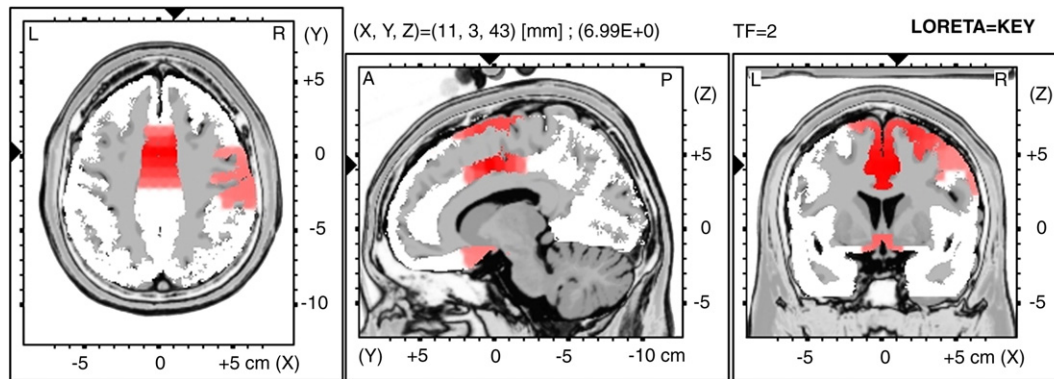 (X, Y, Z)=(11, 3, 43) [mm] ; (6.99E+0) TF=2 LORETA=KEY
L R (Y)
+5
0
-5
-10
-5 0 +5 cm (X)
A P (Z)
+5
0
-5
(Y) +5 0 -5 -10 cm
L R (Z)
+5
0
-5
-5 0 +5 cm (X)